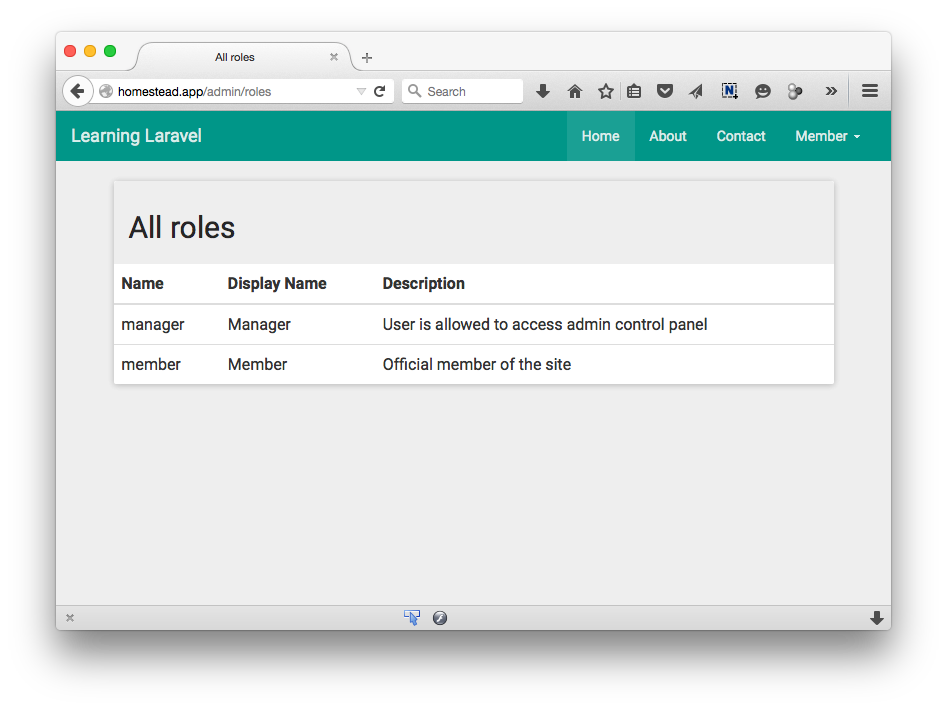 All roles
homestead.app/admin/roles
Search
N
Learning Laravel Home About Contact Member
All roles
Name Display Name Description
manager Manager User is allowed to access admin control panel
member Member Official member of the site